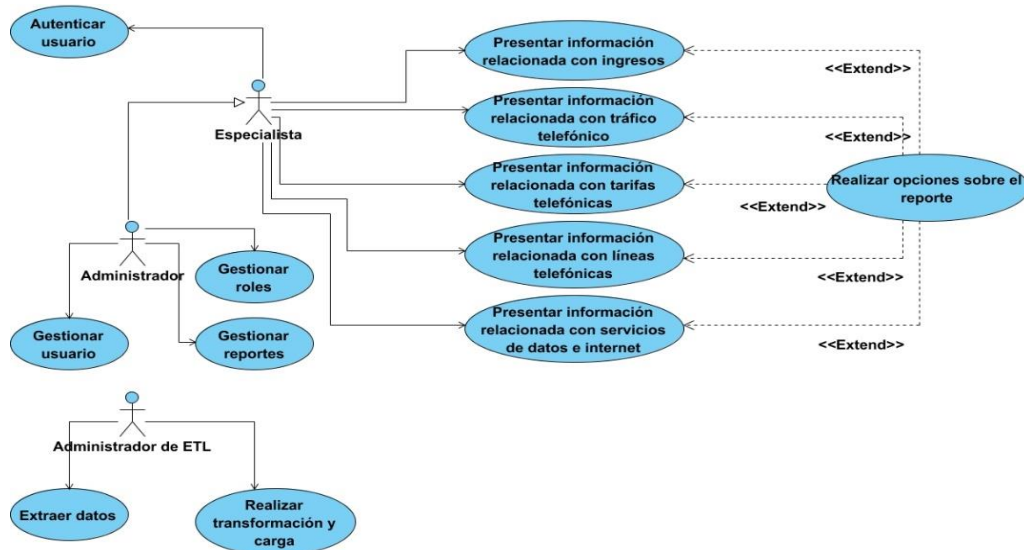 Autenticar
usuario
Especialista
Administrador
Gestionar
roles
Gestionar
usuario
Gestionar
reportes
Administrador de ETL
Extraer datos
Realizar
transformación y
carga
Presentar información
relacionada con ingresos
Presentar información
relacionada con tráfico
telefónico
Presentar información
relacionada con tarifas
telefónicas
Presentar información
relacionada con líneas
telefónicas
Presentar información
relacionada con servicios
de datos e internet
<<Extend>>
<<Extend>>
<<Extend>>
<<Extend>>
<<Extend>>
Realizar opciones sobre el
reporte